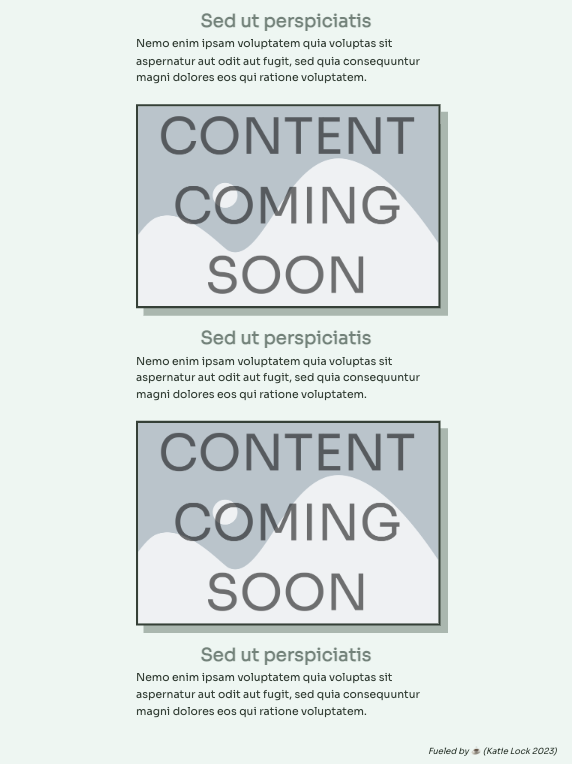 Sed ut perspiciatis
Nemo enim ipsam voluptatem quia voluptas sit
aspernatur aut odit aut fugit, sed quia consequuntur
magni dolores eos qui ratione voluptatem.
CONTENT
COMING
SOON
Sed ut perspiciatis
Nemo enim ipsam voluptatem quia voluptas sit
aspernatur aut odit aut fugit, sed quia consequuntur
magni dolores eos qui ratione voluptatem.
CONTENT
COMING
SOON
Sed ut perspiciatis
Nemo enim ipsam voluptatem quia voluptas sit
aspernatur aut odit aut fugit, sed quia consequuntur
magni dolores eos qui ratione voluptatem.
Fueled by ☕ (Katie Lock 2023)